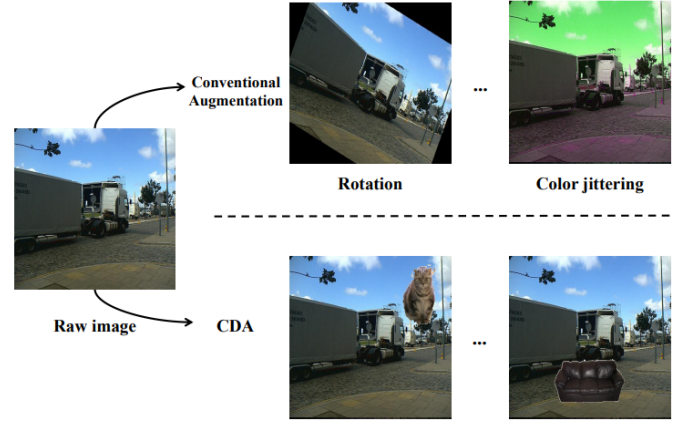 Conventional
Augmentation
...
Rotation
Color jittering
Raw image
CDA
...